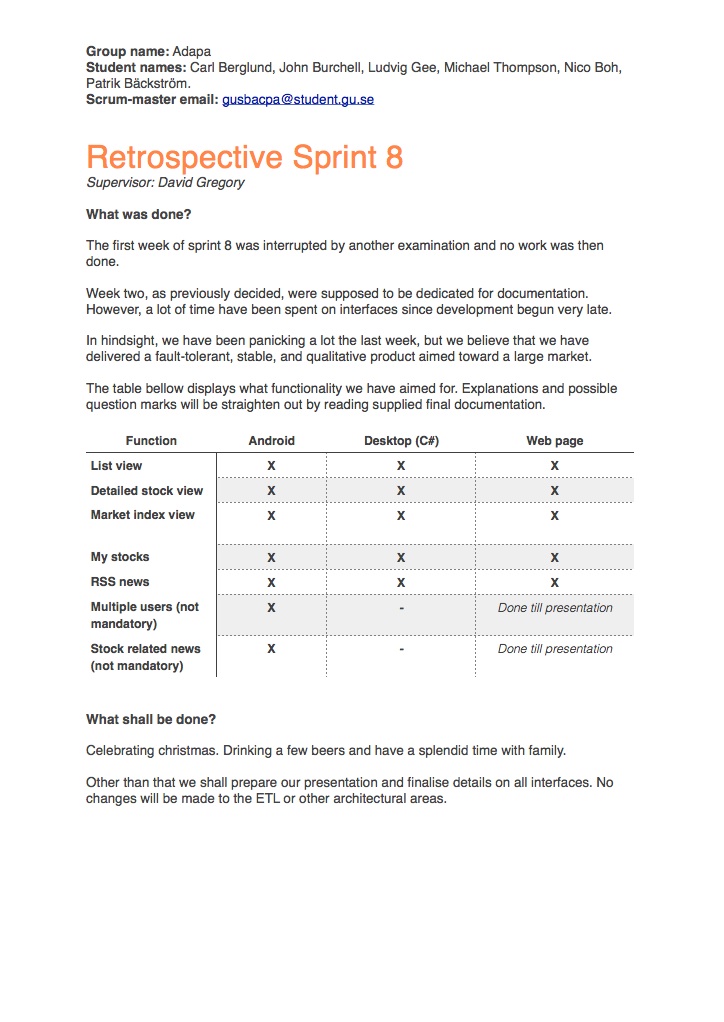 Group name: Adapa
Student names: Carl Berglund, John Burchell, Ludvig Gee, Michael Thompson, Nico Boh,
Patrik Bäckström.
Scrum-master email: gusbacpa@student.gu.se
Retrospective Sprint 8
Supervisor: David Gregory
What was done?
The first week of sprint 8 was interrupted by another examination and no work was then
done.
Week two, as previously decided, were supposed to be dedicated for documentation.
However, a lot of time have been spent on interfaces since development begun very late.
In hindsight, we have been panicking a lot the last week, but we believe that we have
delivered a fault-tolerant, stable, and qualitative product aimed toward a large market.
The table bellow displays what functionality we have aimed for. Explanations and possible
question marks will be straighten out by reading supplied final documentation.
Function Android Desktop (C#) Web page
List view X X X
Detailed stock view X X X
Market index view X X X
My stocks X X X
RSS news X X X
Multiple users (not X - Done till presentation
mandatory)
Stock related news X - Done till presentation
(not mandatory)
What shall be done?
Celebrating christmas. Drinking a few beers and have a splendid time with family.
Other than that we shall prepare our presentation and finalise details on all interfaces. No
changes will be made to the ETL or other architectural areas.